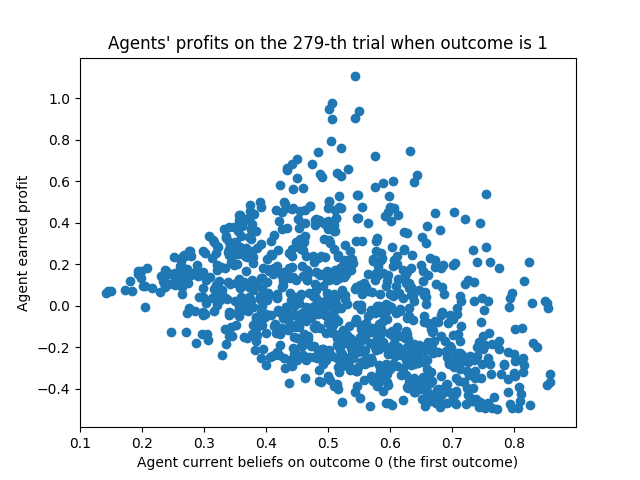 Agents' profits on the 279-th trial when outcome is 1
Agent earned profit
1.0
0.8
0.6
0.4
0.2
0.0
−0.2
−0.4
0.1 0.2 0.3 0.4 0.5 0.6 0.7 0.8
Agent current beliefs on outcome 0 (the first outcome)